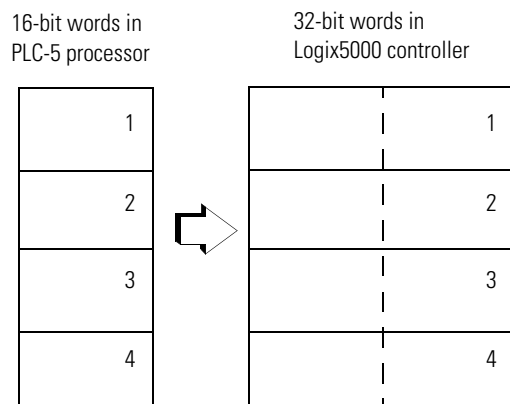 16-bit words in
PLC-5 processor
32-bit words in
Logix5000 controller
1
2
3
4
1
2
3
4